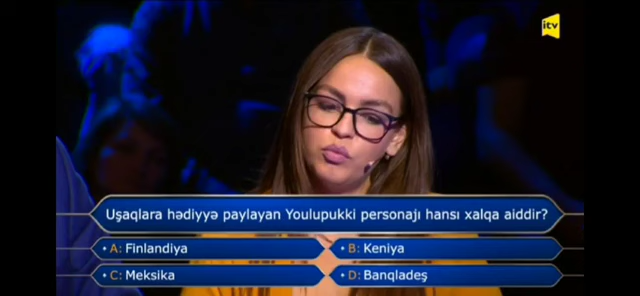 itv
Uşaqlara hədiyyə paylayan Youlupukki personajı hansı xalqa aiddir?
A: Finlandiya
B: Keniya
C: Meksika
D: Banqladeş